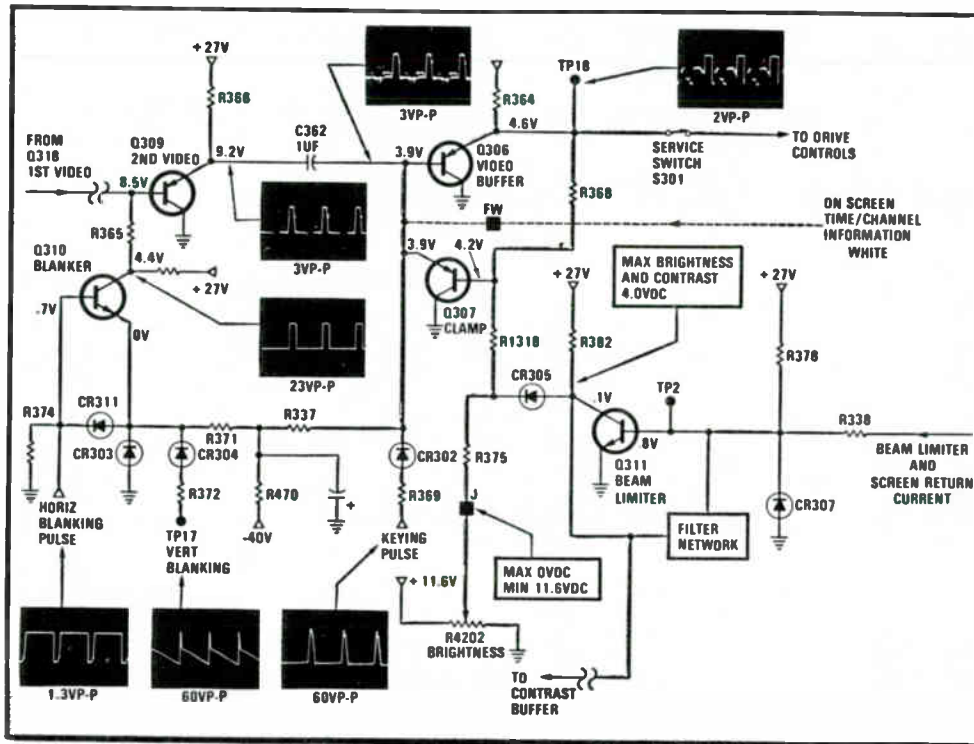 + 27V
R366
3VP-P
R364
4.6V
TP18
2VP-P
FROM
Q318
1ST VIDEO
Q309
2ND VIDEO
8.5V
9.2V
C362
1UF
3.9V
Q306
VIDEO
BUFFER
SERVICE
SWITCH
S301
TO DRIVE
CONTROLS
R365
R368
Q310
BLANKER
4.4V
+ 27V
3VP-P
FW
ON SCREEN
TIME/CHANNEL
INFORMATION
WHITE
3.9V
4.2V
Q307
CLAMP
.7V
0V
23VP-P
+ 27V
MAX BRIGHTNESS
AND CONTRAST
4.0VDC
+ 27V
R1318
R382
R378
CR305
TP2
.1V
R374
CR311
R337
R371
CR303
CR304
CR302
R375
8V
Q311
BEAM
LIMITER
R338
BEAM LIMITER
AND
SCREEN RETURN
CURRENT
HORIZ
BLANKING
PULSE
R372
TP17
VERT
BLANKING
R470
+
-40V
R369
KEYING
PULSE
J
CR307
FILTER
NETWORK
MAX 0VDC
MIN 11.6VDC
+ 11.6V
R4202
BRIGHTNESS
TO
CONTRAST
BUFFER
1.3VP-P
60VP-P
60VP-P